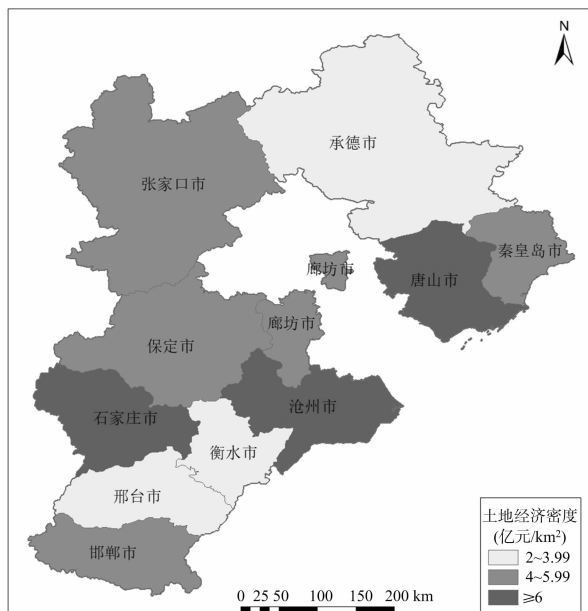 N
承德市
张家口市
秦皇岛市
廊坊市
唐山市
廊坊市
保定市
沧州市
石家庄市
衡水市
邢台市
邯郸市
土地经济密度
(亿元/km²)
2~3.99
4~5.99
≥6
0 25 50 100 150 200 km